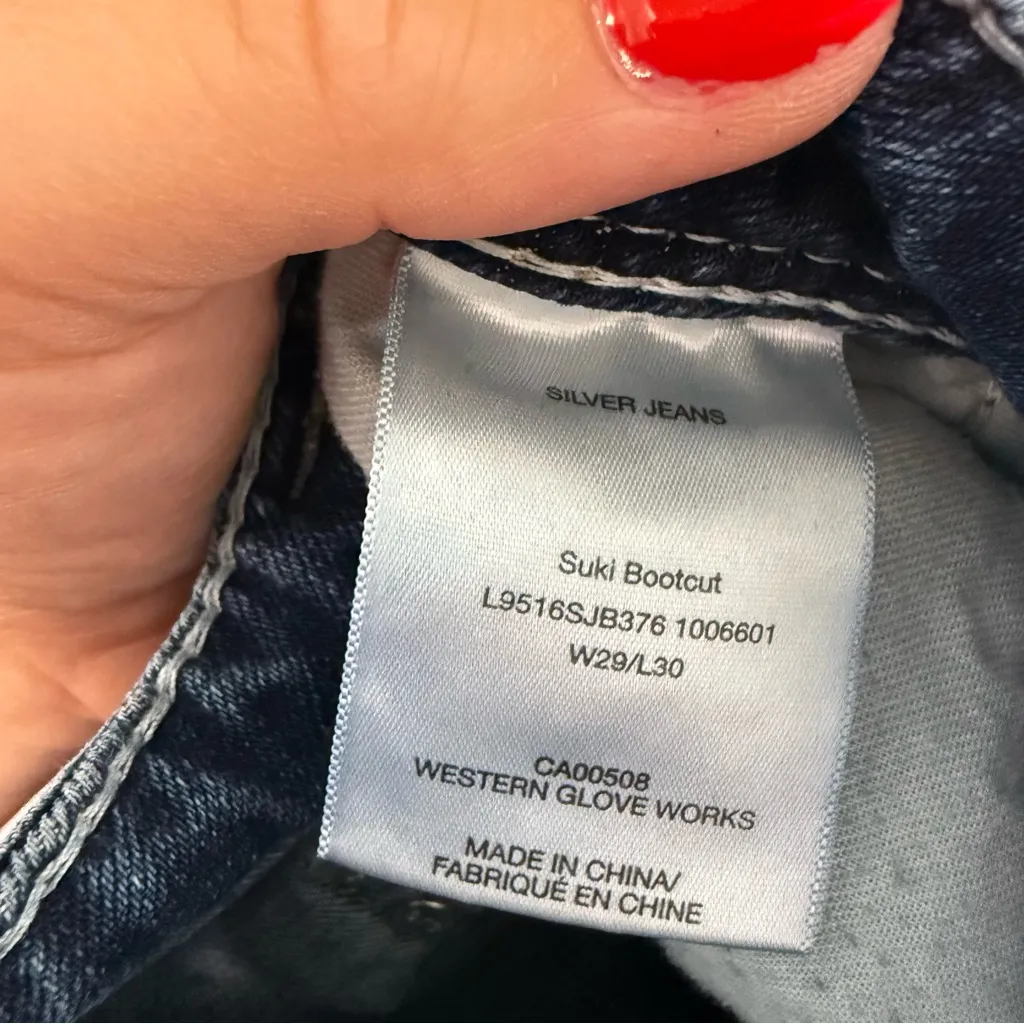 SILVER JEANS
Suki Bootcut
L9516SJB376 1006601
W29/L30
CA00508
WESTERN GLOVE WORKS
MADE IN CHINA/
FABRIQUÉ EN CHINE